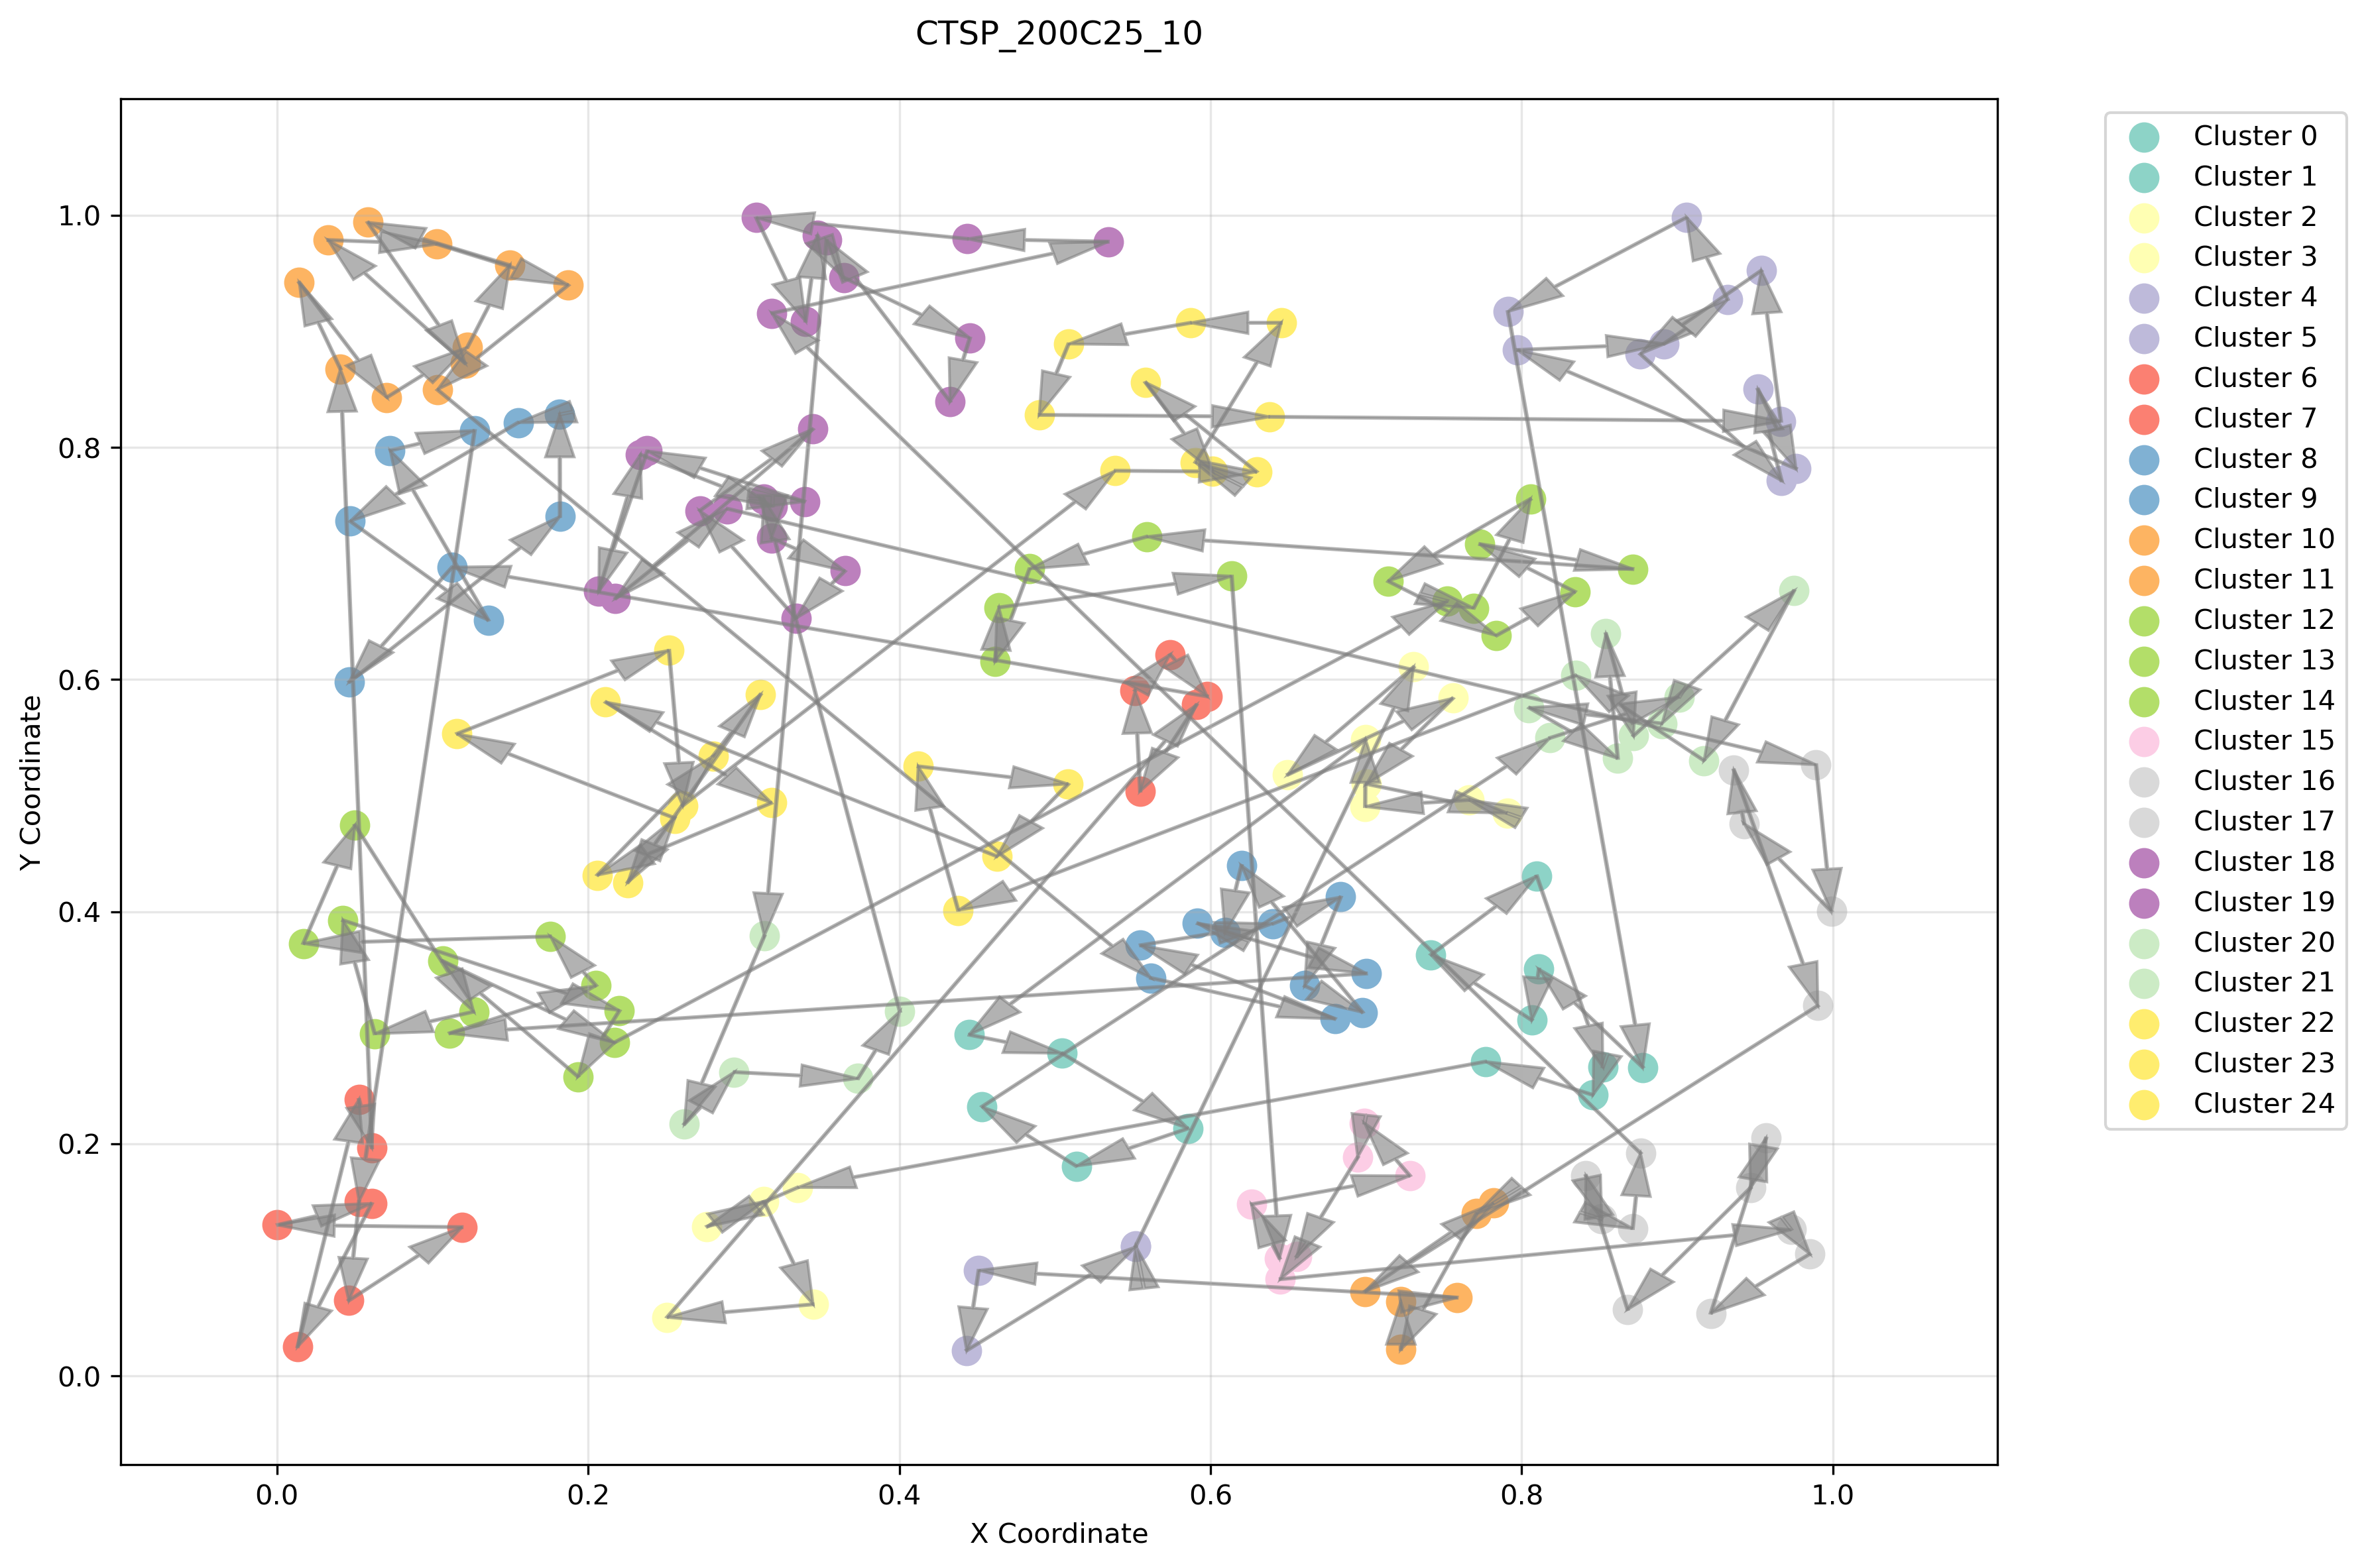 CTSP_200C25_10
Y Coordinate
1.0
0.8
0.6
0.4
0.2
0.0
0.0
0.2
0.4
0.6
0.8
1.0
X Coordinate
Cluster 0
Cluster 1
Cluster 2
Cluster 3
Cluster 4
Cluster 5
Cluster 6
Cluster 7
Cluster 8
Cluster 9
Cluster 10
Cluster 11
Cluster 12
Cluster 13
Cluster 14
Cluster 15
Cluster 16
Cluster 17
Cluster 18
Cluster 19
Cluster 20
Cluster 21
Cluster 22
Cluster 23
Cluster 24